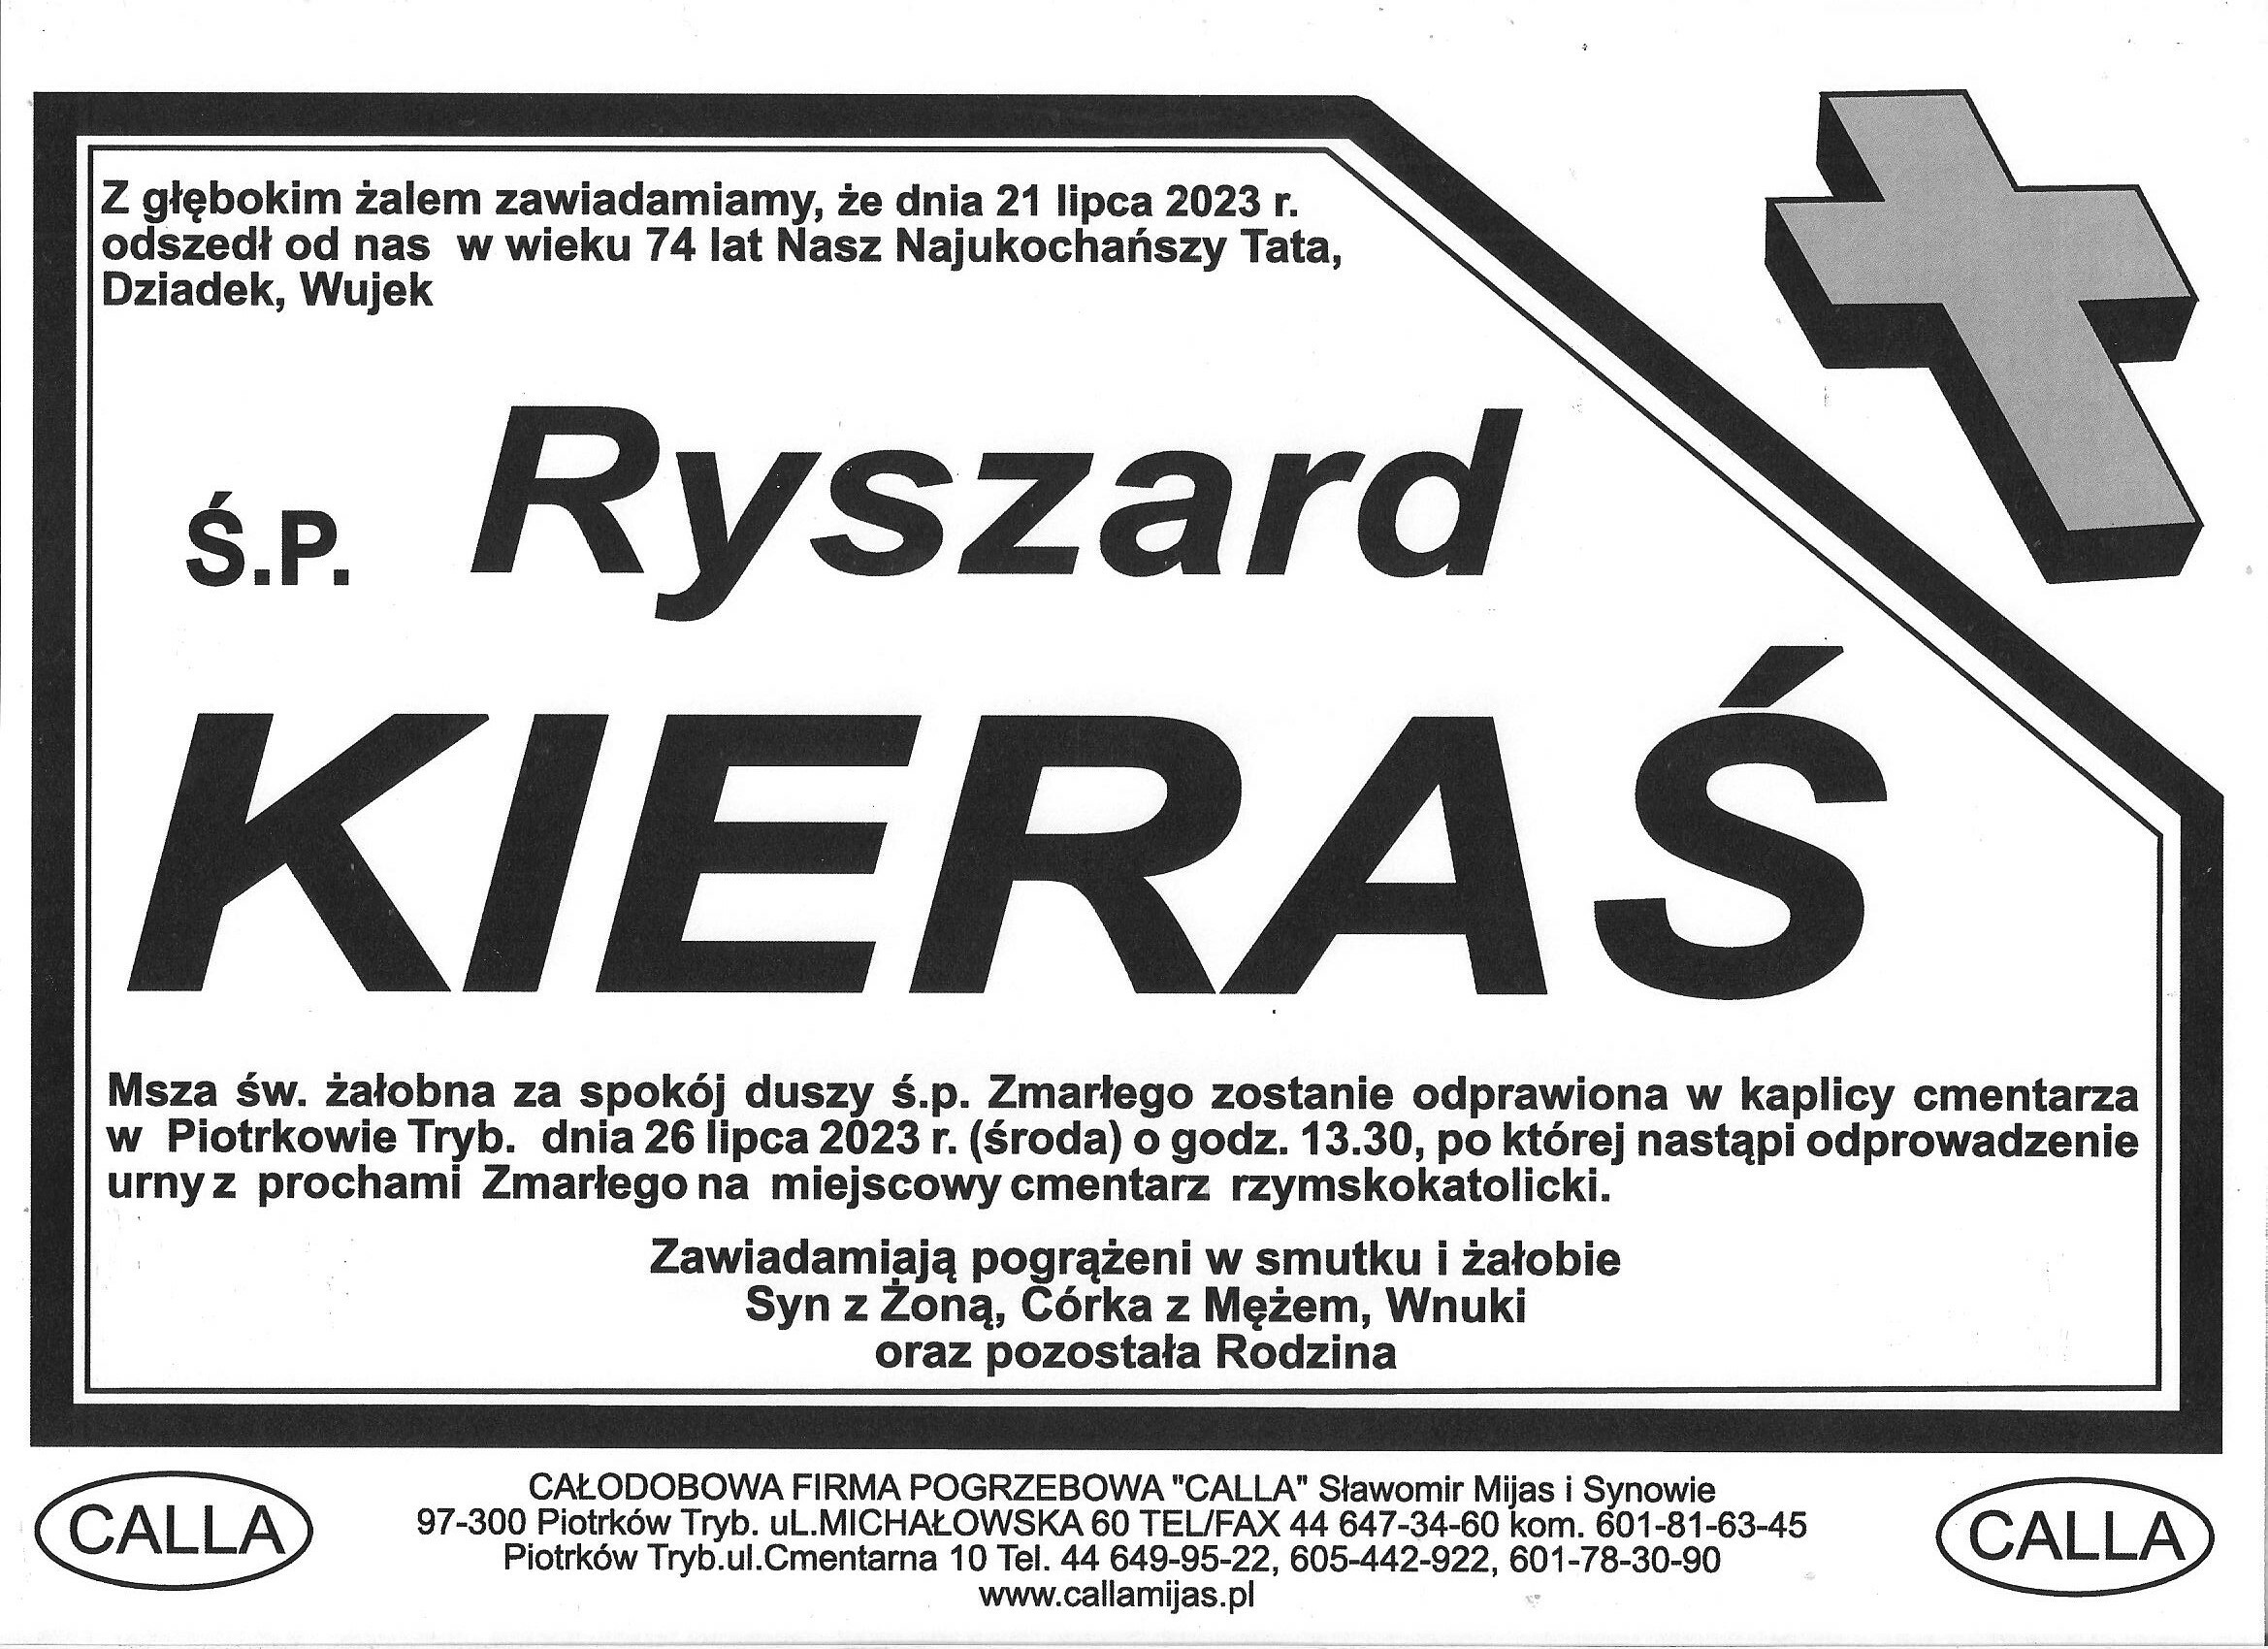 Z głębokim żalem zawiadamiamy, że dnia 21 lipca 2023 r.
odszedł od nas w wieku 74 lat Nasz Najukochańszy Tata,
Dziadek, Wujek
Ś.P. Ryszard
KIERAŚ
Msza św. żałobna za spokój duszy ś.p. Zmarłego zostanie odprawiona w kaplicy cmentarza
w Piotrkowie Tryb. dnia 26 lipca 2023 r. (środa) o godz. 13.30, po której nastąpi odprowadzenie
urny z prochami Zmarłego na miejscowy cmentarz rzymskokatolicki.
Zawiadamiają pogrążeni w smutku i żałobie
Syn z Żoną, Córka z Mężem, Wnuki
oraz pozostała Rodzina
CALLA
CAŁODOBOWA FIRMA POGRZEBOWA "CALLA" Sławomir Mijas i Synowie
97-300 Piotrków Tryb. uL.MICHAŁOWSKA 60 TEL/FAX 44 647-34-60 kom. 601-81-63-45
Piotrków Tryb.ul.Cmentarna 10 Tel. 44 649-95-22, 605-442-922, 601-78-30-90
www.callamijas.pl
CALLA